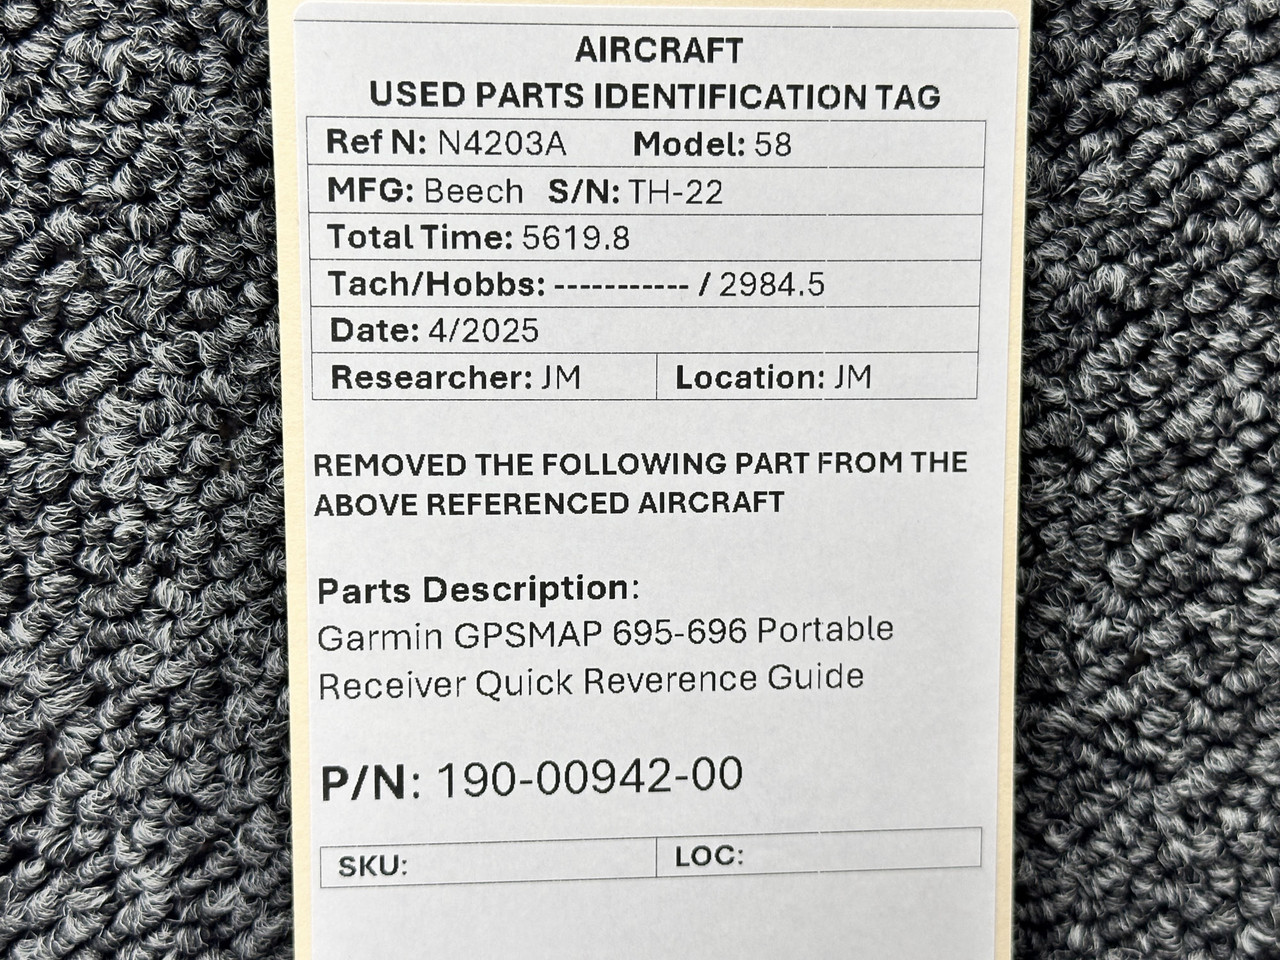 AIRCRAFT
USED PARTS IDENTIFICATION TAG
Ref N: N4203A Model: 58
MFG: Beech S/N: TH-22
Total Time: 5619.8
Tach/Hobbs: ----------- / 2984.5
Date: 4/2025
Researcher: JM Location: JM
REMOVED THE FOLLOWING PART FROM THE
ABOVE REFERENCED AIRCRAFT
Parts Description:
Garmin GPSMAP 695-696 Portable
Receiver Quick Reverence Guide
P/N: 190-00942-00
SKU: LOC: